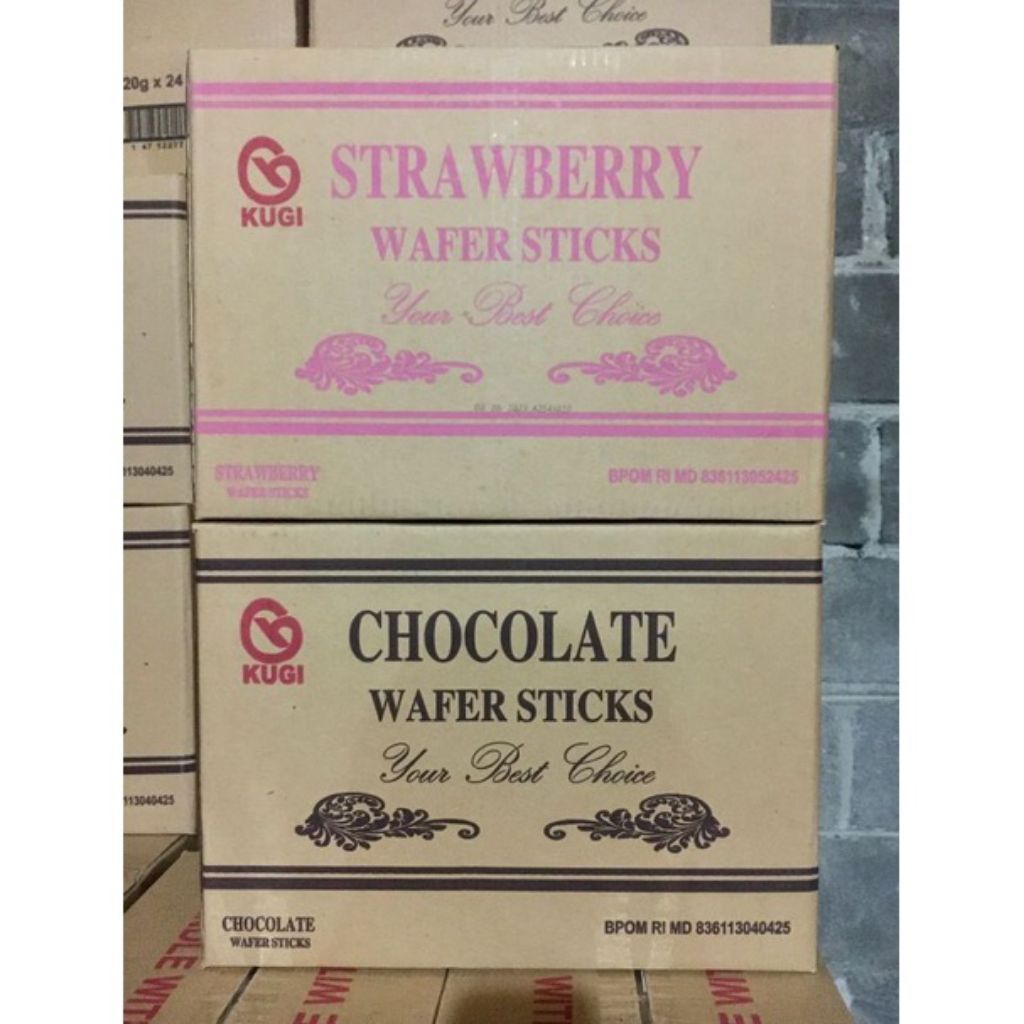 Your Best Choice
20g x 24
KUGI
STRAWBERRY
WAFER STICKS
Your Best Choice
STRAWBERRY
WAFER STICKS
BPOM RI MD 836113052425
113040425
KUGI
CHOCOLATE
WAFER STICKS
Your Best Choice
CHOCOLATE
WAFER STICKS
BPOM RI MD 836113040425
113040425